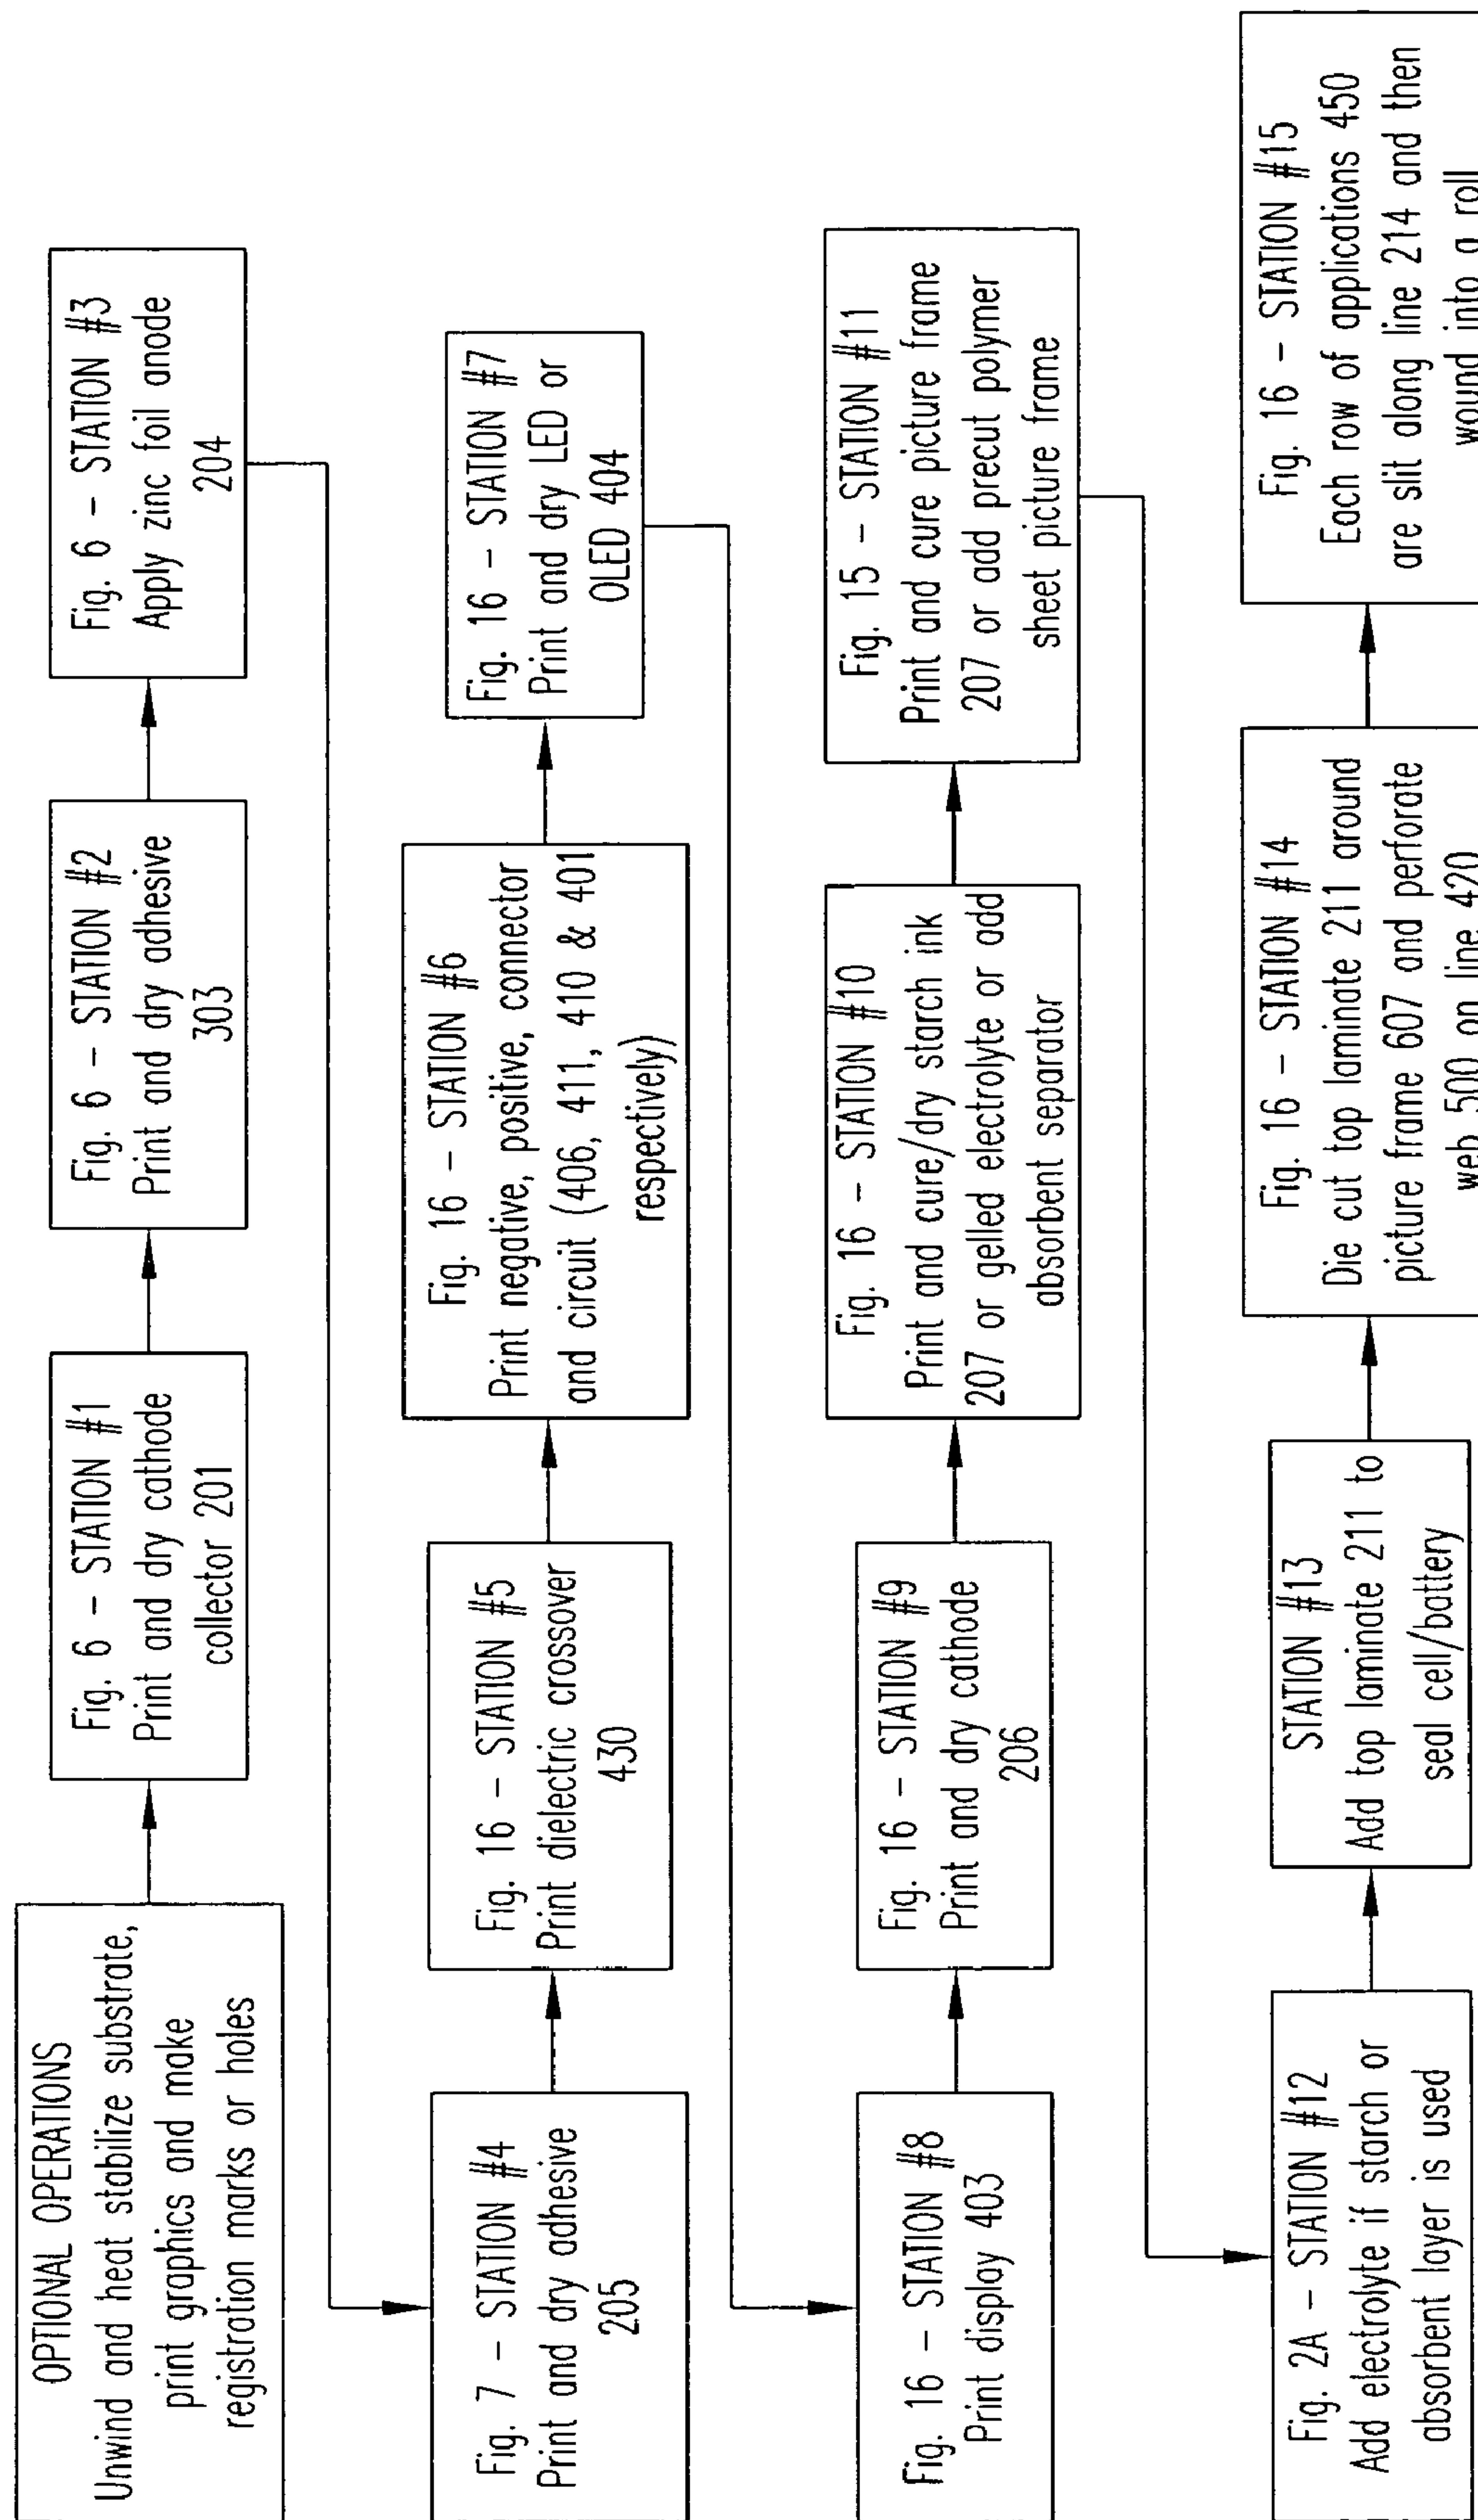 OPTIONAL OPERATIONS
Unwind and heat stabilize substrate,
print graphics and make
registration marks or holes
Fig. 6 – STATION #1
Print and dry cathode
collector 201
Fig. 6 – STATION #2
Print and dry adhesive
303
Fig. 6 – STATION #3
Apply zinc foil anode
204
Fig. 7 – STATION #4
Print and dry adhesive
205
Fig. 16 – STATION #5
Print dielectric crossover
430
Fig. 16 – STATION #6
Print negative, positive, connector
and circuit (406, 411, 410 & 401
respectively)
Fig. 16 – STATION #7
Print and dry LED or
OLED 404
Fig. 16 – STATION #8
Print display 403
Fig. 16 – STATION #9
Print and dry cathode
206
Fig. 16 – STATION #10
Print and cure/dry starch ink
207 or gelled electrolyte or add
absorbent separator
Fig. 15 – STATION #11
Print and cure picture frame
207 or add precut polymer
sheet picture frame
Fig. 2A – STATION #12
Add electrolyte if starch or
absorbent layer is used
STATION #13
Add top laminate 211 to
seal cell/battery
Fig. 16 – STATION #14
Die cut top laminate 211 around
picture frame 607 and perforate
web 500 on line 420
Fig. 16 – STATION #15
Each row of applications 450
are slit along line 214 and then
wound into a roll